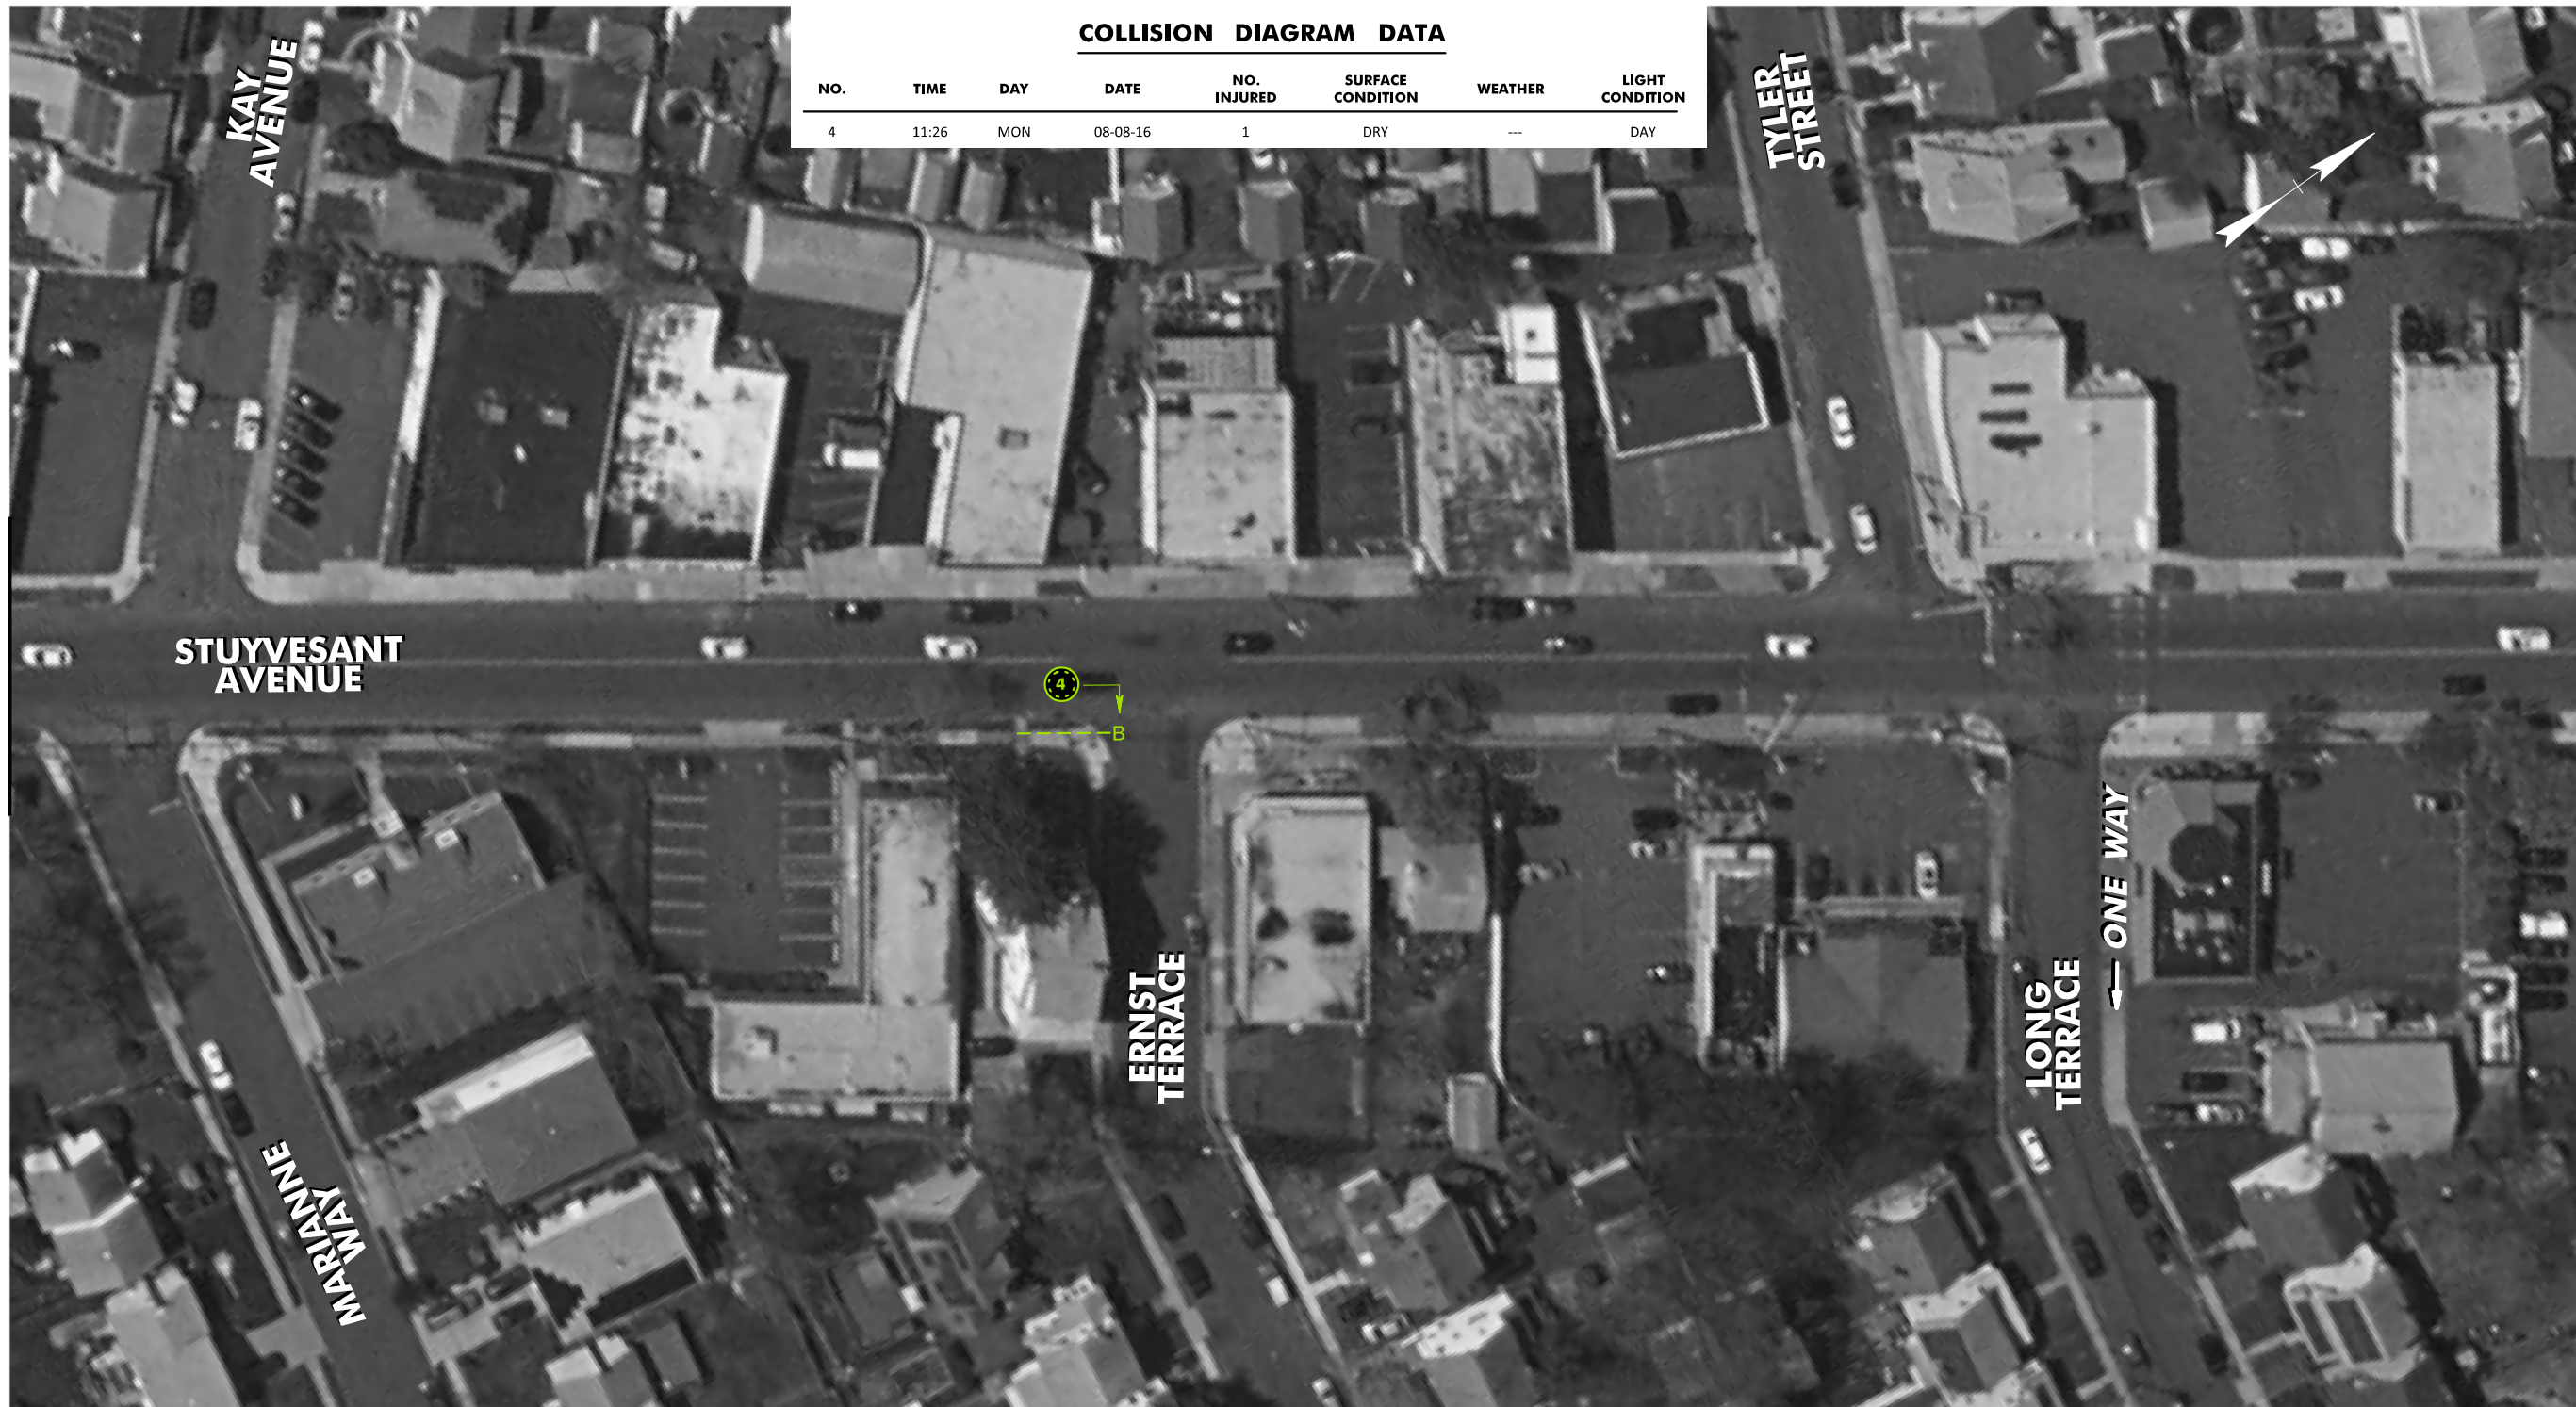 COLLISION DIAGRAM DATA
NO. TIME DAY DATE NO. INJURED SURFACE CONDITION WEATHER LIGHT CONDITION
4 11:26 MON 08-08-16 1 DRY --- DAY
KAY
AVENUE
TYLER
STREET
STUYVESANT
AVENUE
4
B
ONE WAY
ERNST
TERRACE
LONG
TERRACE
MARIANNE
WAY